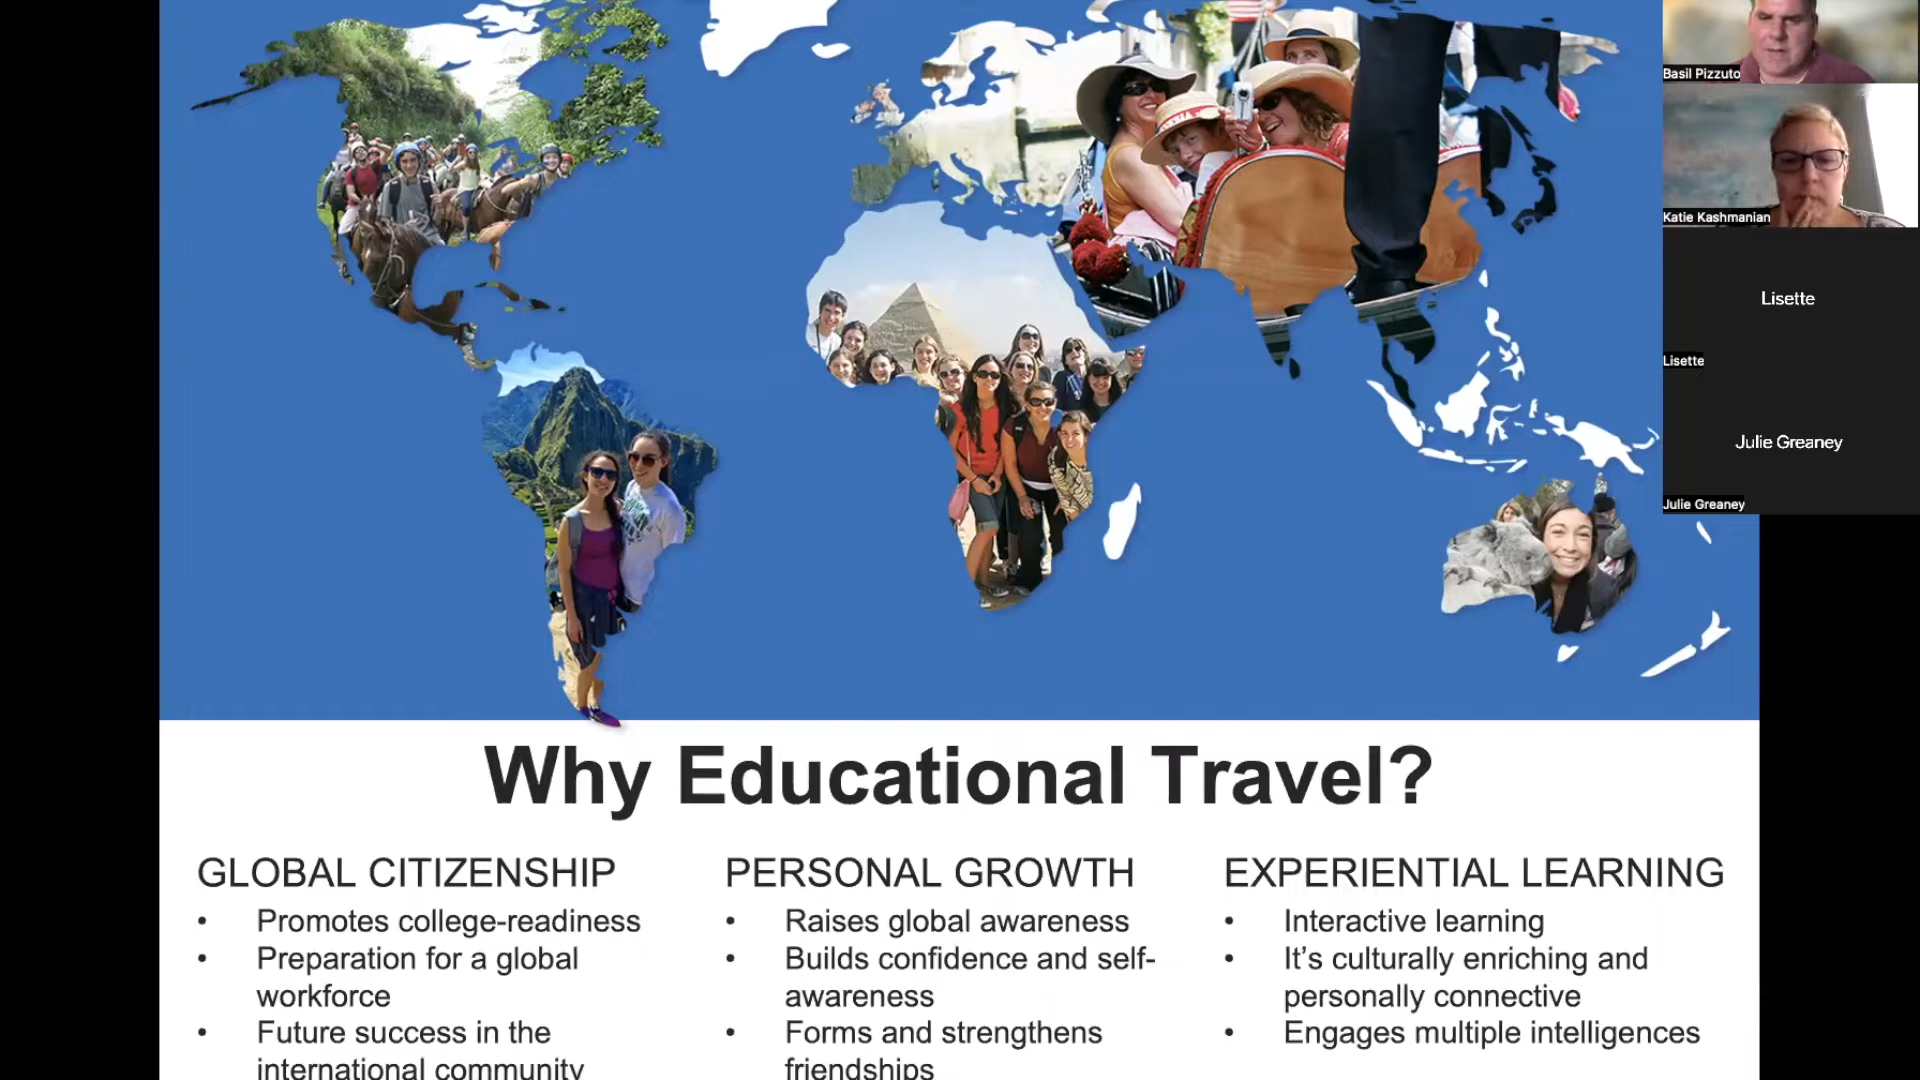 Basil Pizzuto
Katie Kashmanian
Lisette
Lisette
Julie Greaney
Julie Greaney
Why Educational Travel?
GLOBAL CITIZENSHIP
• Promotes college-readiness
• Preparation for a global
workforce
• Future success in the
international community
PERSONAL GROWTH
• Raises global awareness
• Builds confidence and self-
awareness
• Forms and strengthens
friendships
EXPERIENTIAL LEARNING
• Interactive learning
• It’s culturally enriching and
personally connective
• Engages multiple intelligences